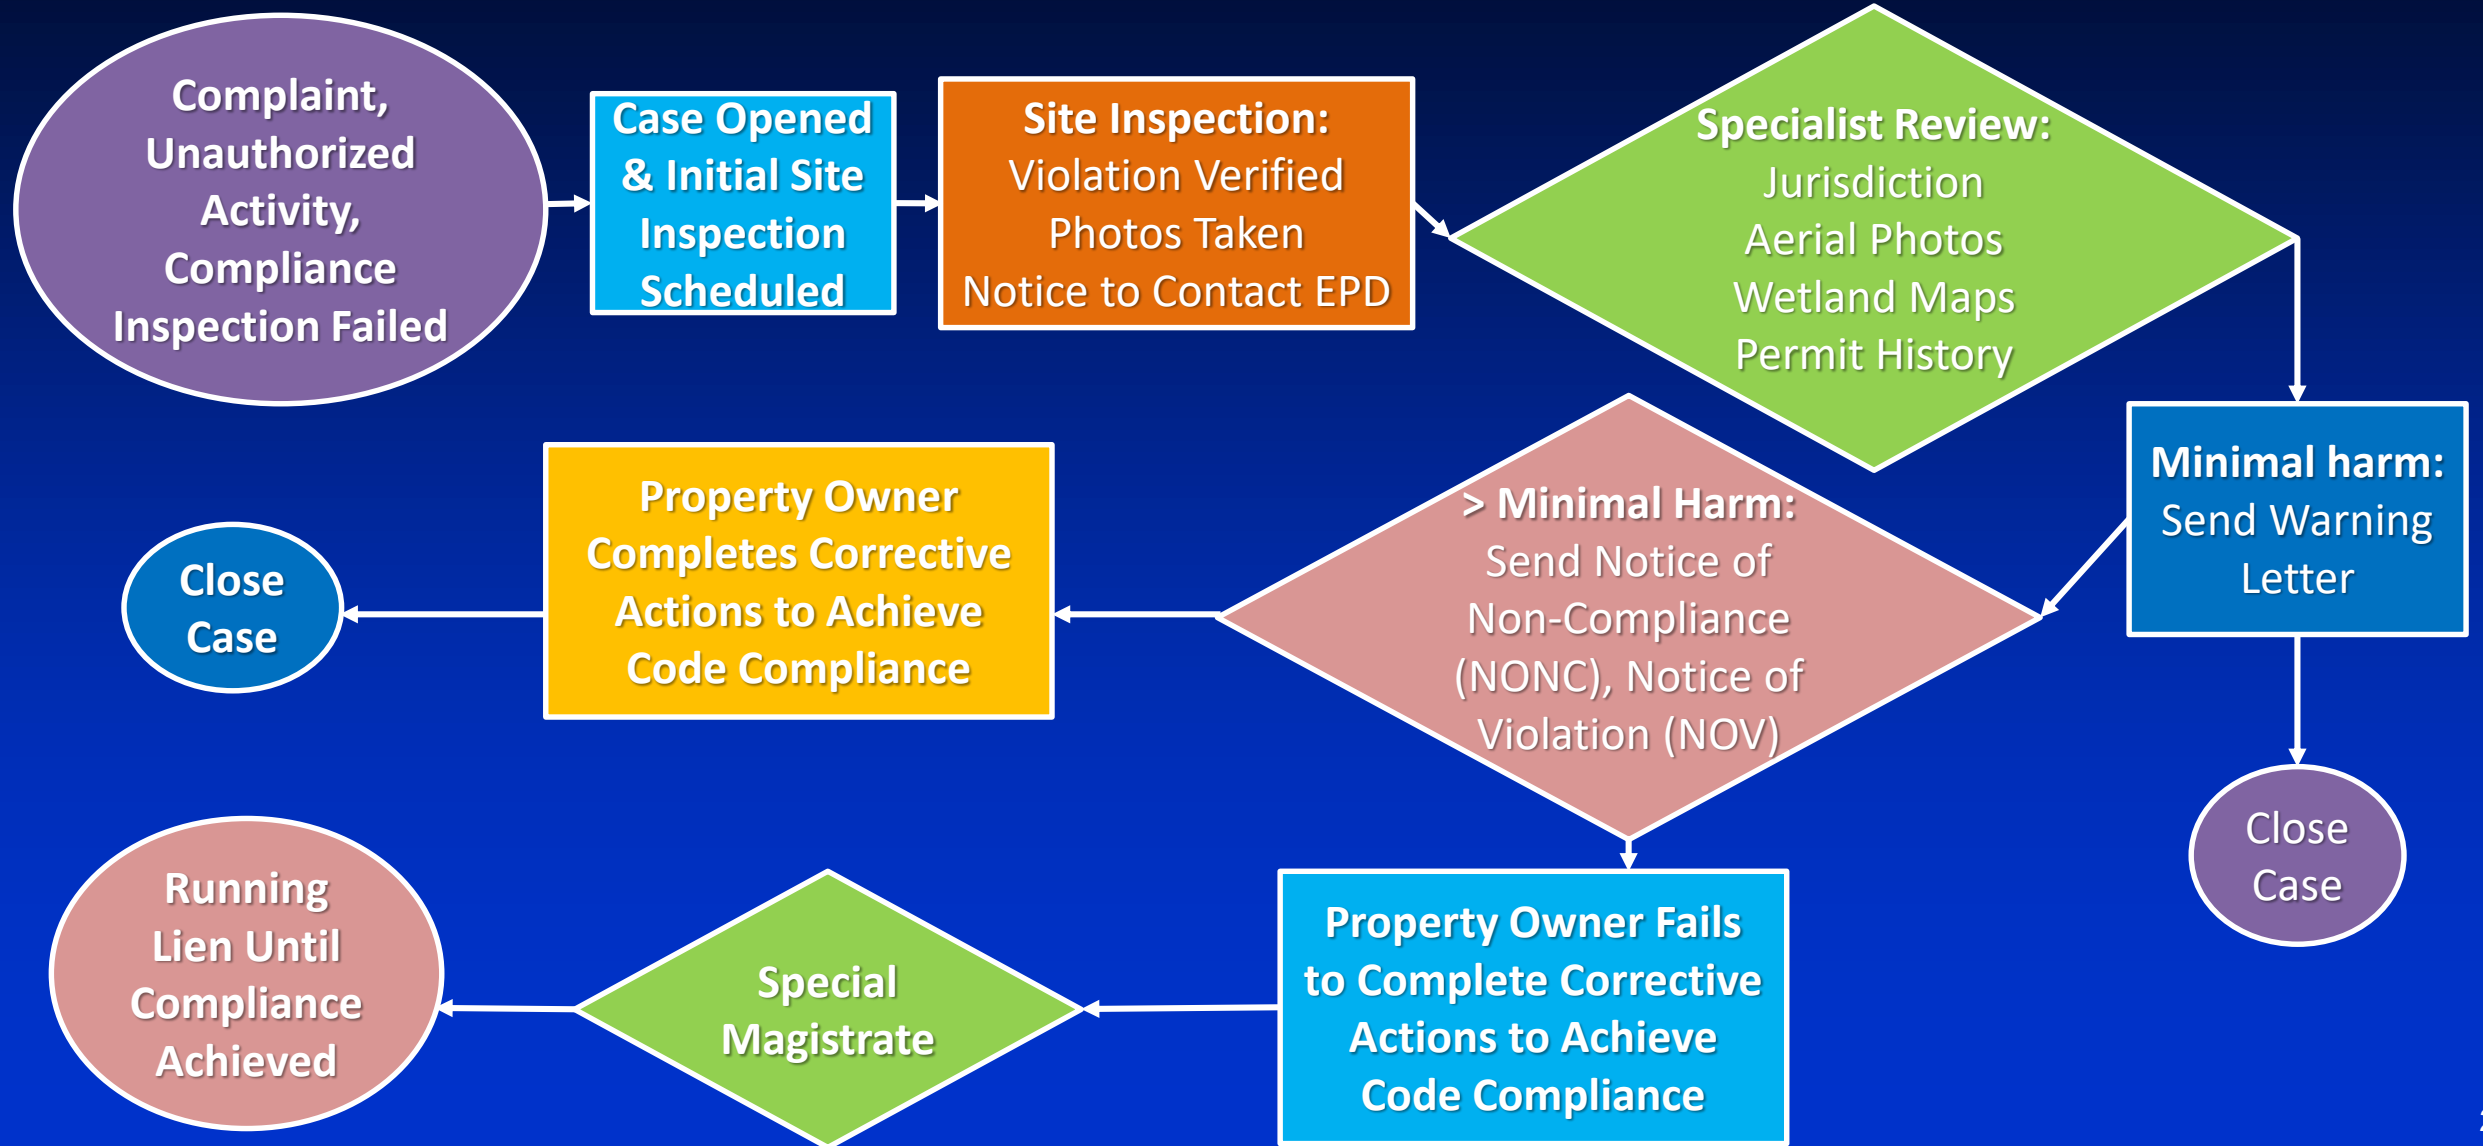 Complaint,
Unauthorized
Activity,
Compliance
Inspection Failed
Case Opened
& Initial Site
Inspection
Scheduled
Site Inspection:
Violation Verified
Photos Taken
Notice to Contact EPD
Specialist Review:
Jurisdiction
Aerial Photos
Wetland Maps
Permit History
Minimal harm:
Send Warning
Letter
> Minimal Harm:
Send Notice of
Non-Compliance
(NONC), Notice of
Violation (NOV)
Property Owner
Completes Corrective
Actions to Achieve
Code Compliance
Close
Case
Close
Case
Property Owner Fails
to Complete Corrective
Actions to Achieve
Code Compliance
Special
Magistrate
Running
Lien Until
Compliance
Achieved